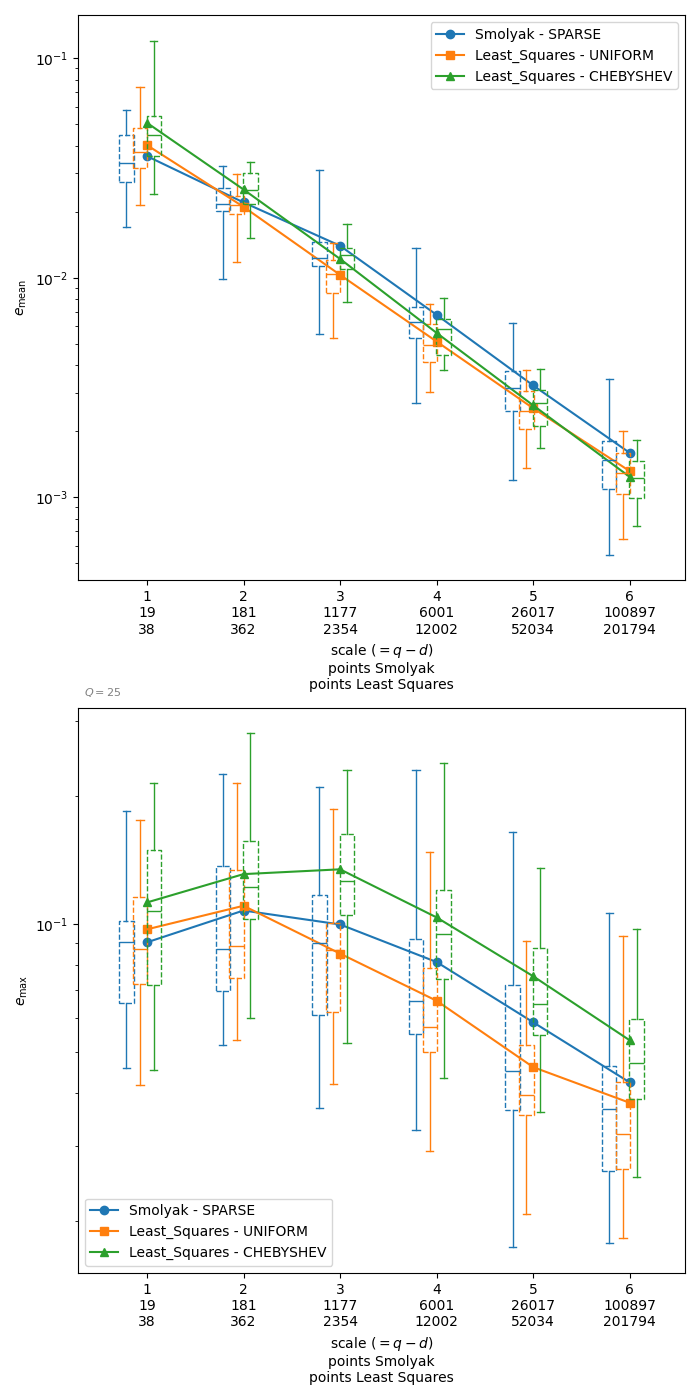 10⁻¹
10⁻²
10⁻³
e_mean
Smolyak - SPARSE
Least_Squares - UNIFORM
Least_Squares - CHEBYSHEV
1 2 3 4 5 6
19 181 1177 6001 26017 100897
38 362 2354 12002 52034 201794
scale (= q − d)
points Smolyak
points Least Squares
Q = 25
10⁻¹
e_max
Smolyak - SPARSE
Least_Squares - UNIFORM
Least_Squares - CHEBYSHEV
1 2 3 4 5 6
19 181 1177 6001 26017 100897
38 362 2354 12002 52034 201794
scale (= q − d)
points Smolyak
points Least Squares